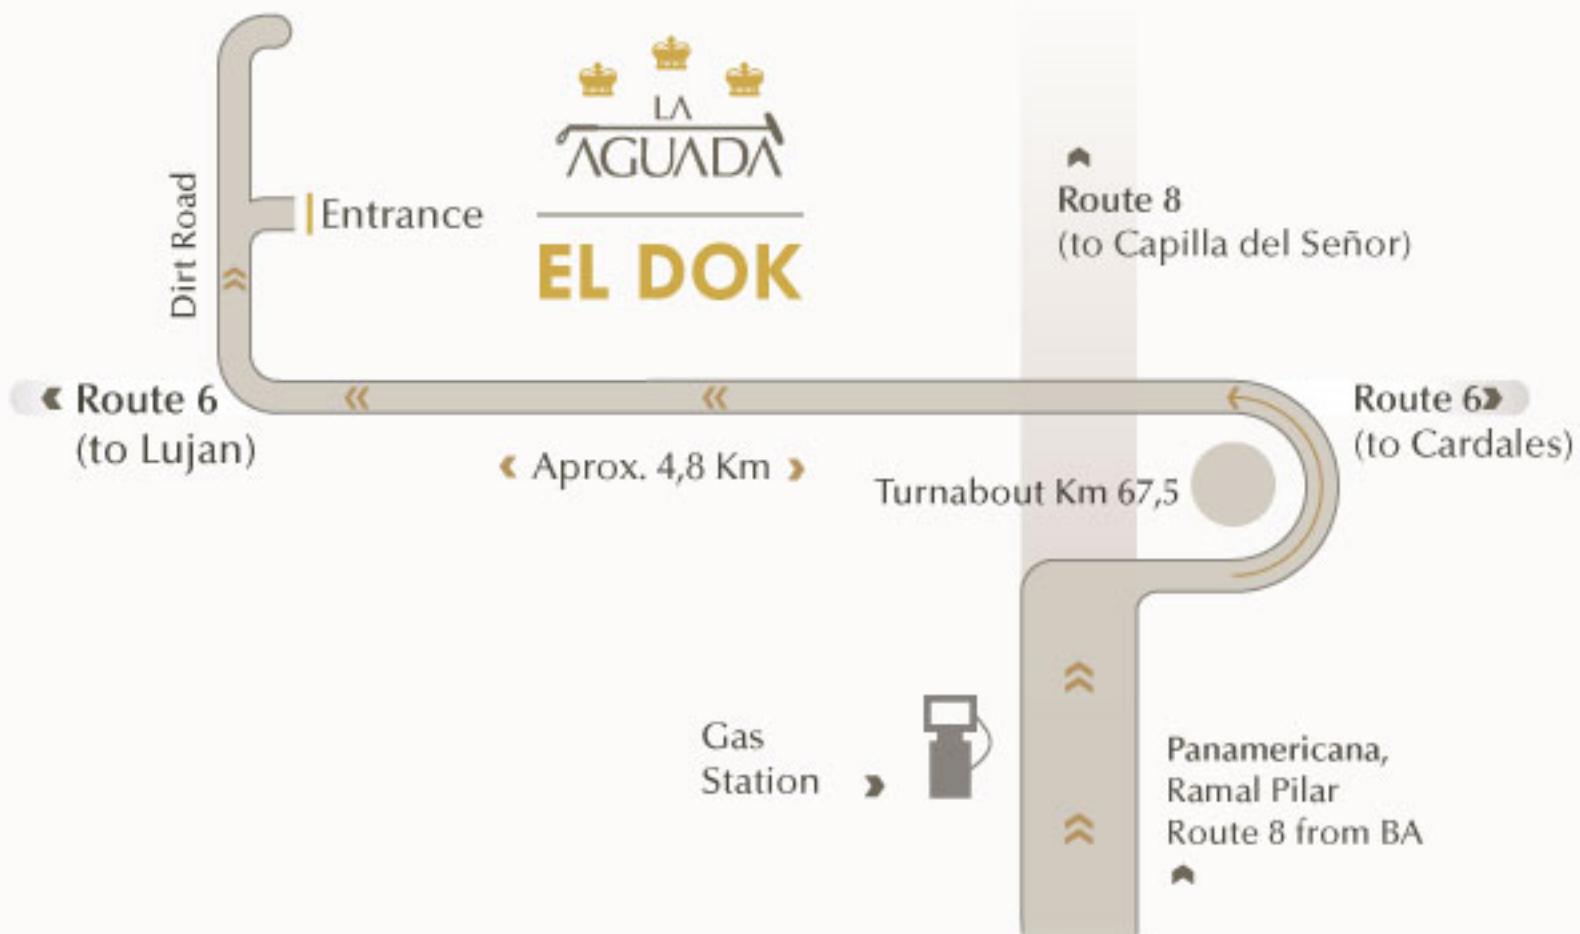 LA
AGUADA
EL DOK
Entrance
Dirt Road
Route 8
(to Capilla del Señor)
Route 6
(to Lujan)
Route 6
(to Cardales)
Aprox. 4,8 Km
Turnabout Km 67,5
Gas
Station
Panamericana,
Ramal Pilar
Route 8 from BA